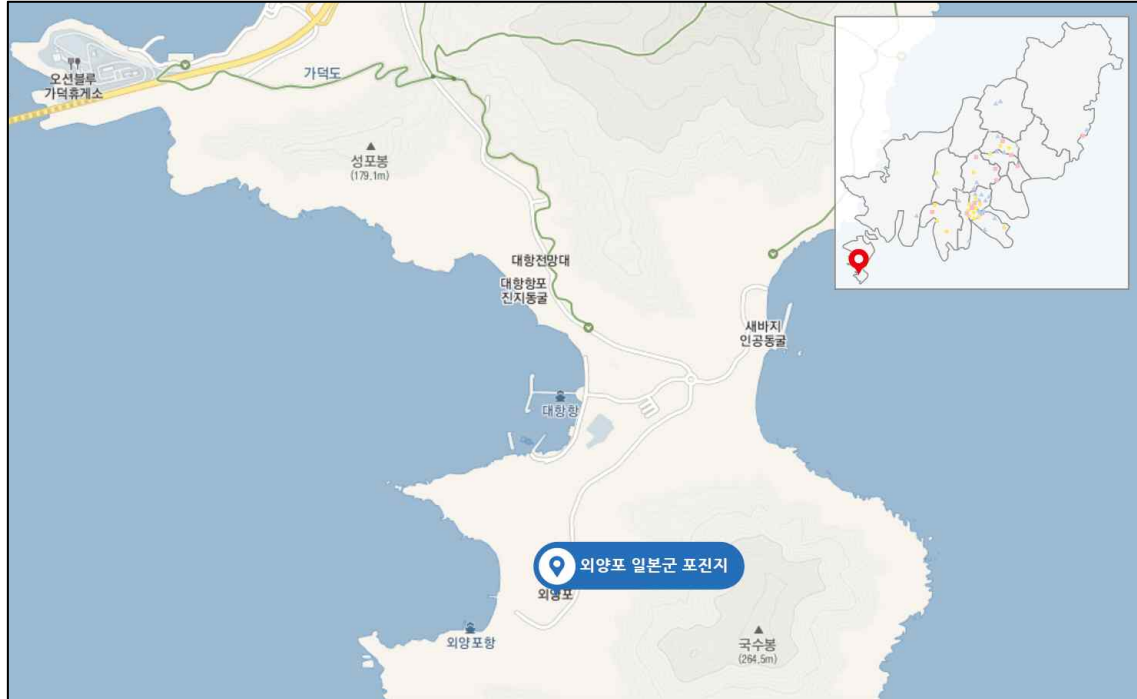 오션블루
가덕휴게소
가덕도
성포봉
(179.1m)
대항전망대
대항항포
진지동굴
새바지
인공동굴
대항항
외양포 일본군 포진지
외양포
외양포항
국수봉
(264.5m)